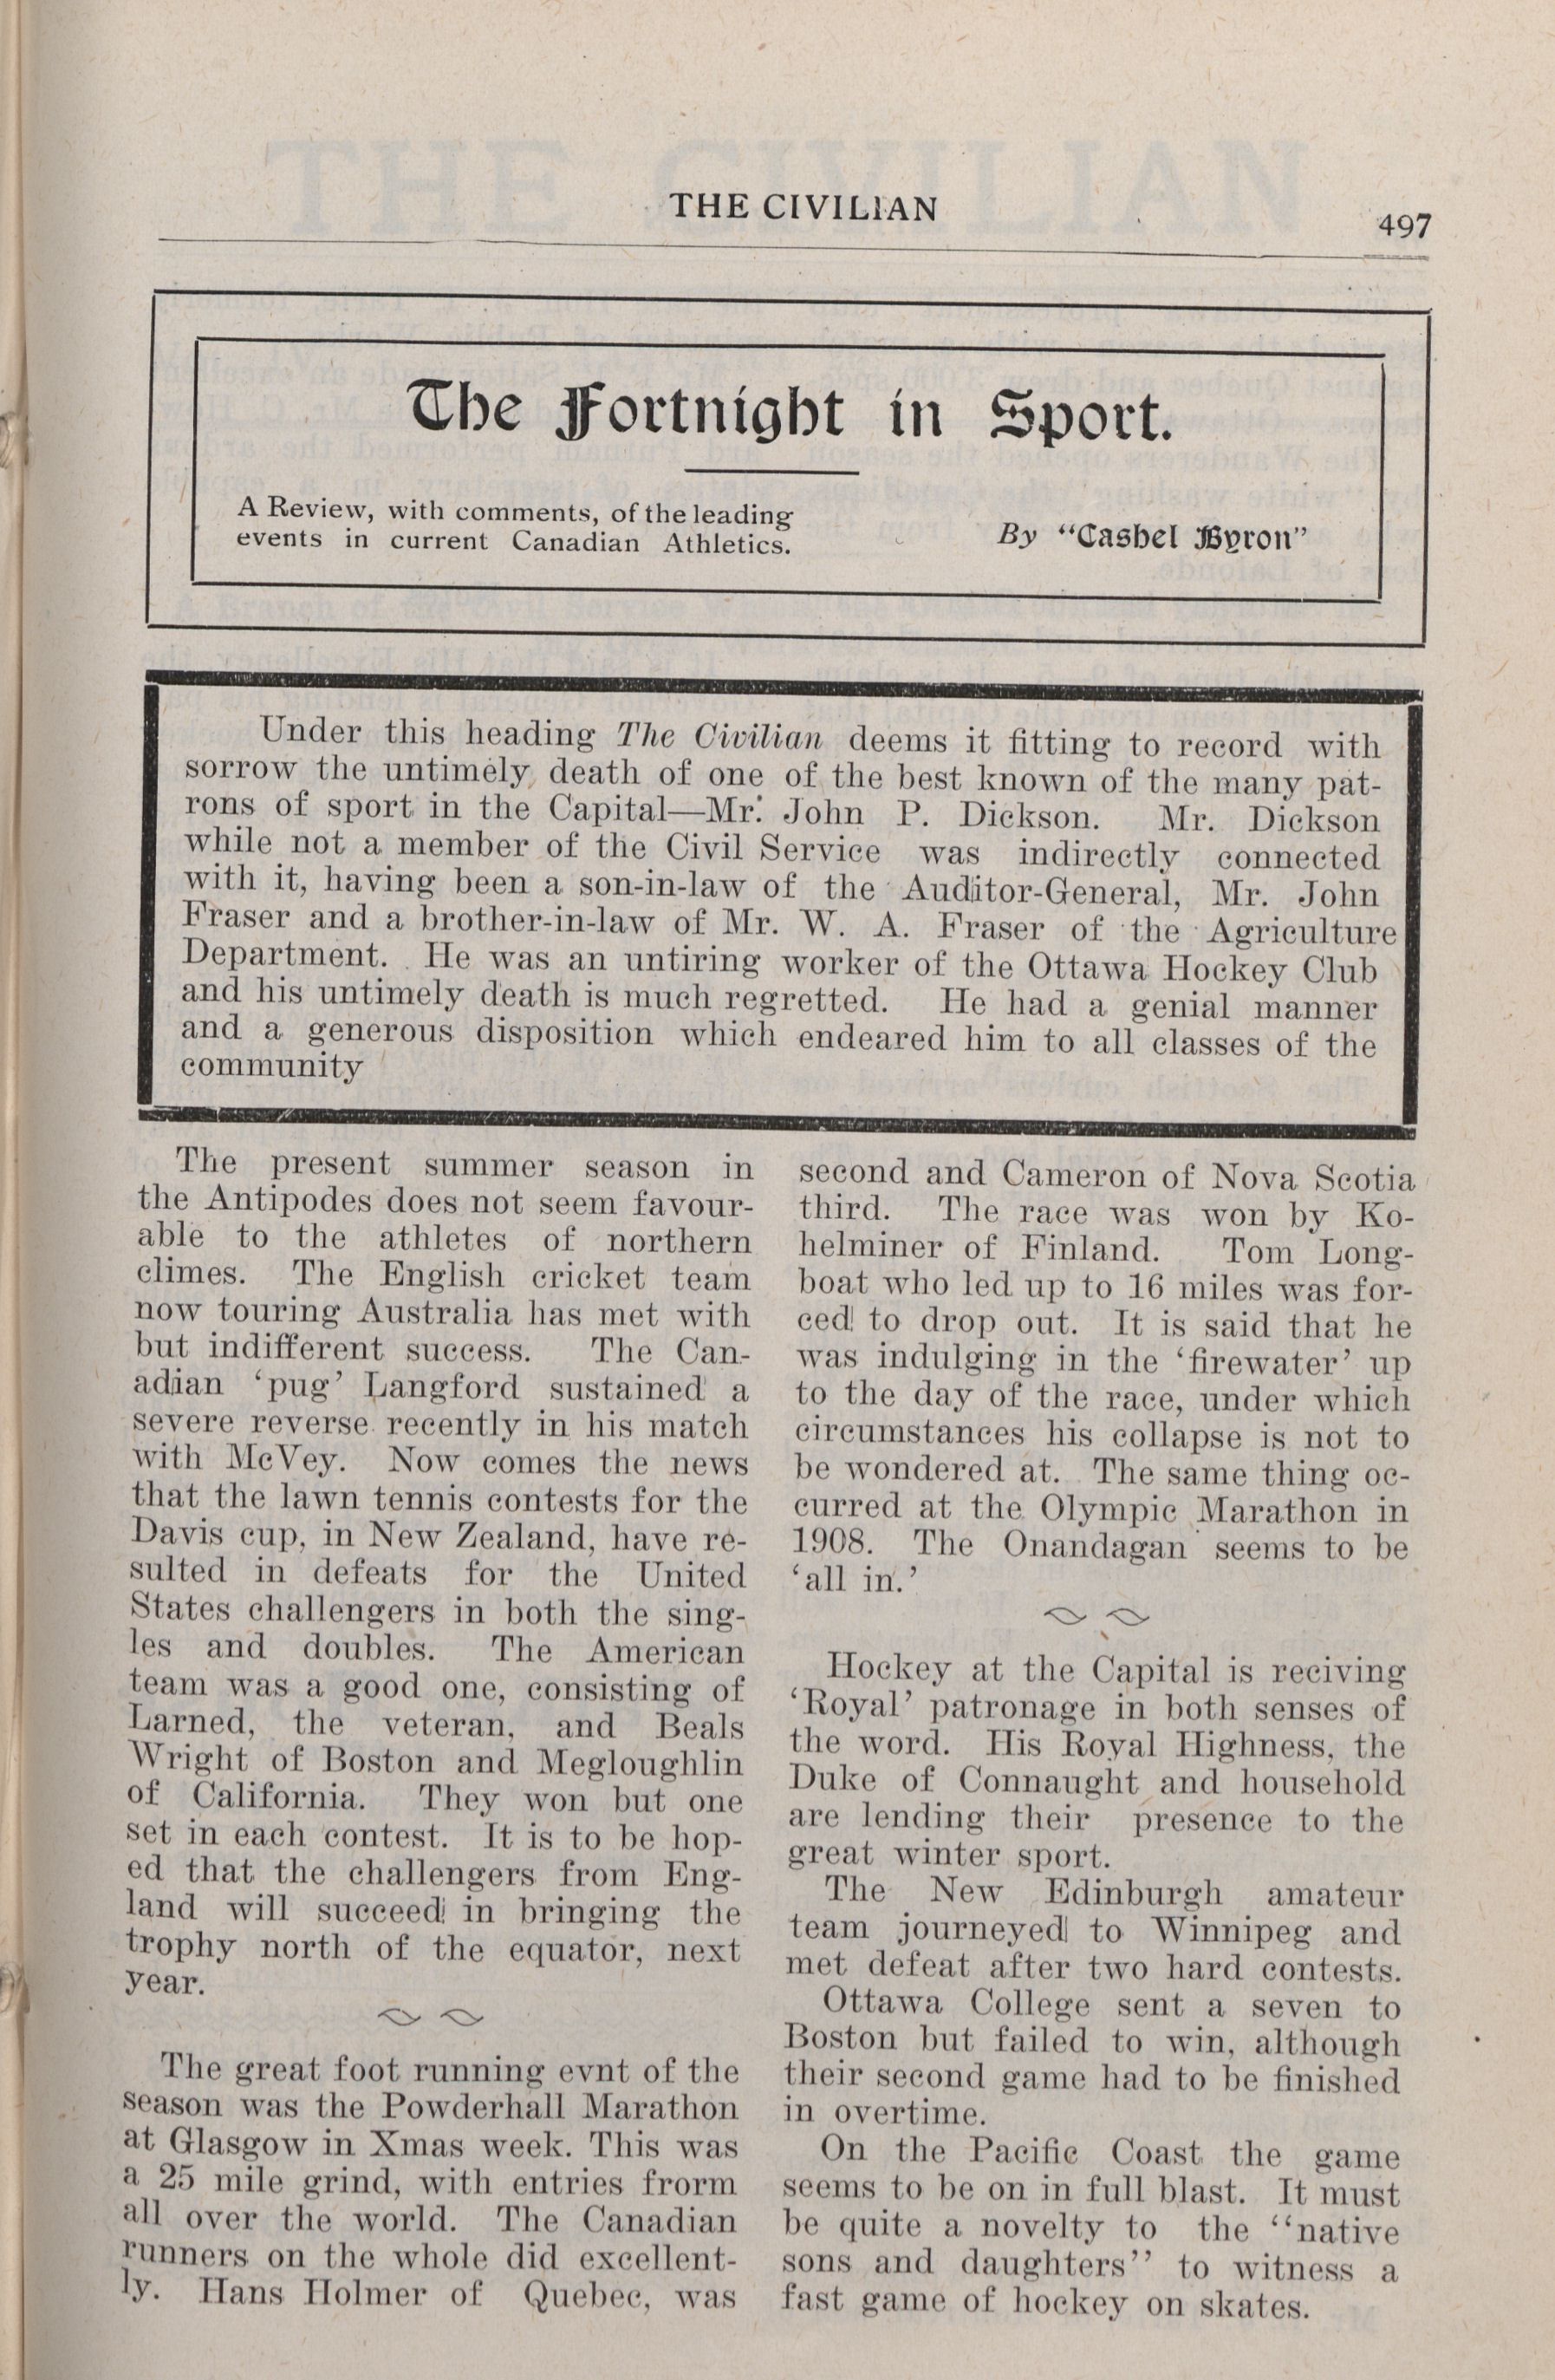 THE CIVILIAN
497
The Fortnight in Sport.
A Review, with comments, of the leading
events in current Canadian Athletics.
By "Cashel Byron"
Under this heading The Civilian deems it fitting to record with
sorrow the untimely death of one of the best known of the many pat-
rons of sport in the Capital—Mr. John P. Dickson. Mr. Dickson
while not a member of the Civil Service was indirectly connected
with it, having been a son-in-law of the Auditor-General, Mr. John
Fraser and a brother-in-law of Mr. W. A. Fraser of the Agriculture
Department. He was an untiring worker of the Ottawa Hockey Club
and his untimely death is much regretted. He had a genial manner
and a generous disposition which endeared him to all classes of the
community
The present summer season in
the Antipodes does not seem favour-
able to the athletes of northern
climes. The English cricket team
now touring Australia has met with
but indifferent success. The Can-
adian 'pug' Langford sustained a
severe reverse recently in his match
with McVey. Now comes the news
that the lawn tennis contests for the
Davis cup, in New Zealand, have re-
sulted in defeats for the United
States challengers in both the sing-
les and doubles. The American
team was a good one, consisting of
Larned, the veteran, and Beals
Wright of Boston and Megloughlin
of California. They won but one
set in each contest. It is to be hop-
ed that the challengers from Eng-
land will succeed in bringing the
trophy north of the equator, next
year.
The great foot running evnt of the
season was the Powderhall Marathon
at Glasgow in Xmas week. This was
a 25 mile grind, with entries frorm
all over the world. The Canadian
runners on the whole did excellent-
ly. Hans Holmer of Quebec, was
second and Cameron of Nova Scotia
third. The race was won by Ko-
helminer of Finland. Tom Long-
boat who led up to 16 miles was for-
ced to drop out. It is said that he
was indulging in the 'firewater' up
to the day of the race, under which
circumstances his collapse is not to
be wondered at. The same thing oc-
curred at the Olympic Marathon in
1908. The Onandagan seems to be
'all in.'
Hockey at the Capital is reciving
'Royal' patronage in both senses of
the word. His Royal Highness, the
Duke of Connaught and household
are lending their presence to the
great winter sport.
The New Edinburgh amateur
team journeyed to Winnipeg and
met defeat after two hard contests.
Ottawa College sent a seven to
Boston but failed to win, although
their second game had to be finished
in overtime.
On the Pacific Coast the game
seems to be on in full blast. It must
be quite a novelty to the "native
sons and daughters" to witness a
fast game of hockey on skates.